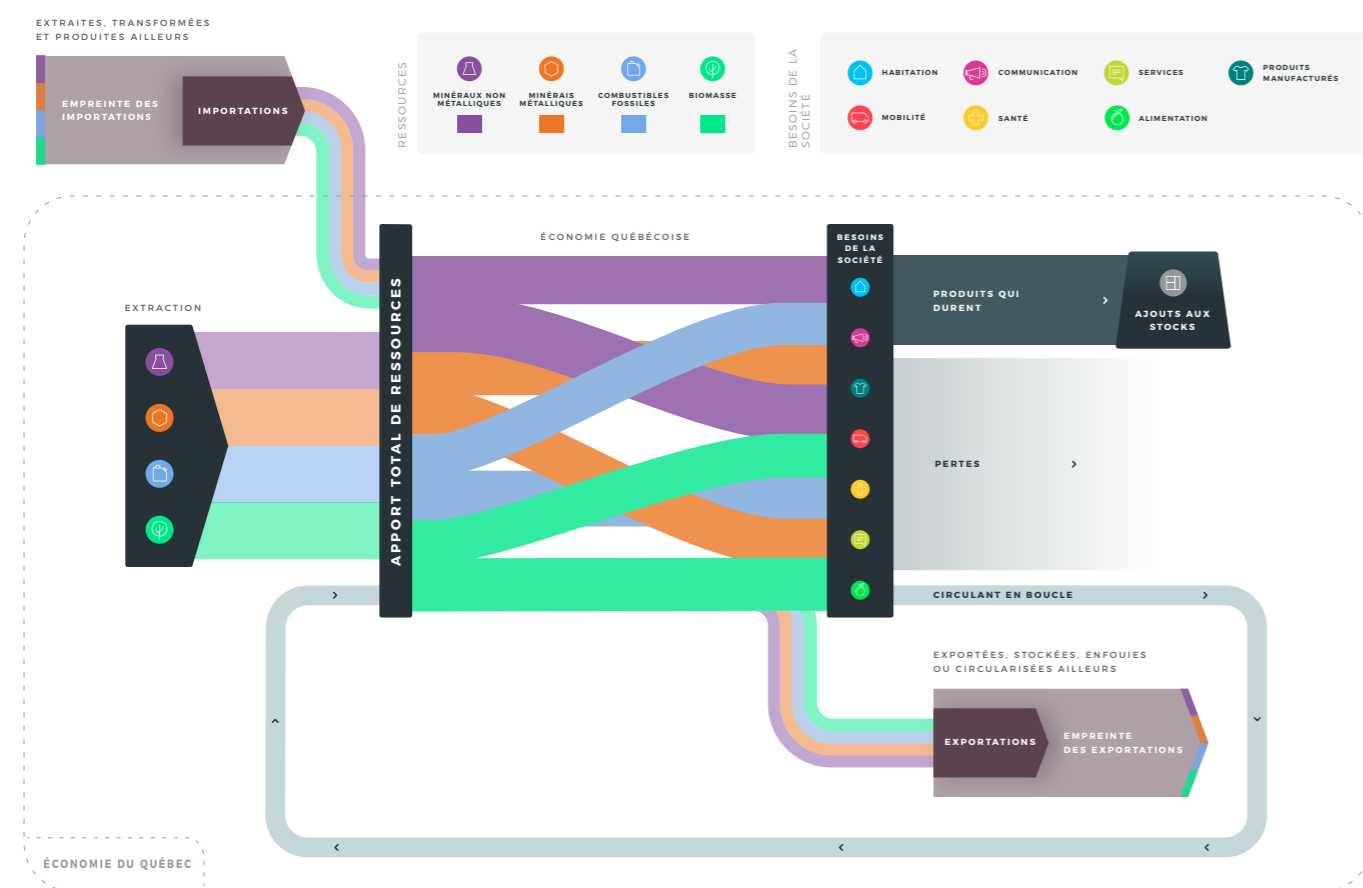 EXTRAITES, TRANSFORMÉES
ET PRODUITES AILLEURS
EMPREINTE DES
IMPORTATIONS
IMPORTATIONS
RESSOURCES
MINÉRAUX NON
MÉTALLIQUES
MINÉRAIS
MÉTALLIQUES
COMBUSTIBLES
FOSSILES
BIOMASSE
BESOINS DE LA
SOCIÉTÉ
HABITATION
COMMUNICATION
SERVICES
PRODUITS
MANUFACTURÉS
MOBILITÉ
SANTÉ
ALIMENTATION
ÉCONOMIE QUÉBÉCOISE
BESOINS
DE LA
SOCIÉTÉ
EXTRACTION
APPORT TOTAL DE RESSOURCES
PRODUITS QUI
DURENT
AJOUTS AUX
STOCKS
PERTES
CIRCULANT EN BOUCLE
EXPORTÉES, STOCKÉES, ENFOUIES
OU CIRCULARISÉES AILLEURS
EXPORTATIONS
EMPREINTE
DES EXPORTATIONS
ÉCONOMIE DU QUÉBEC